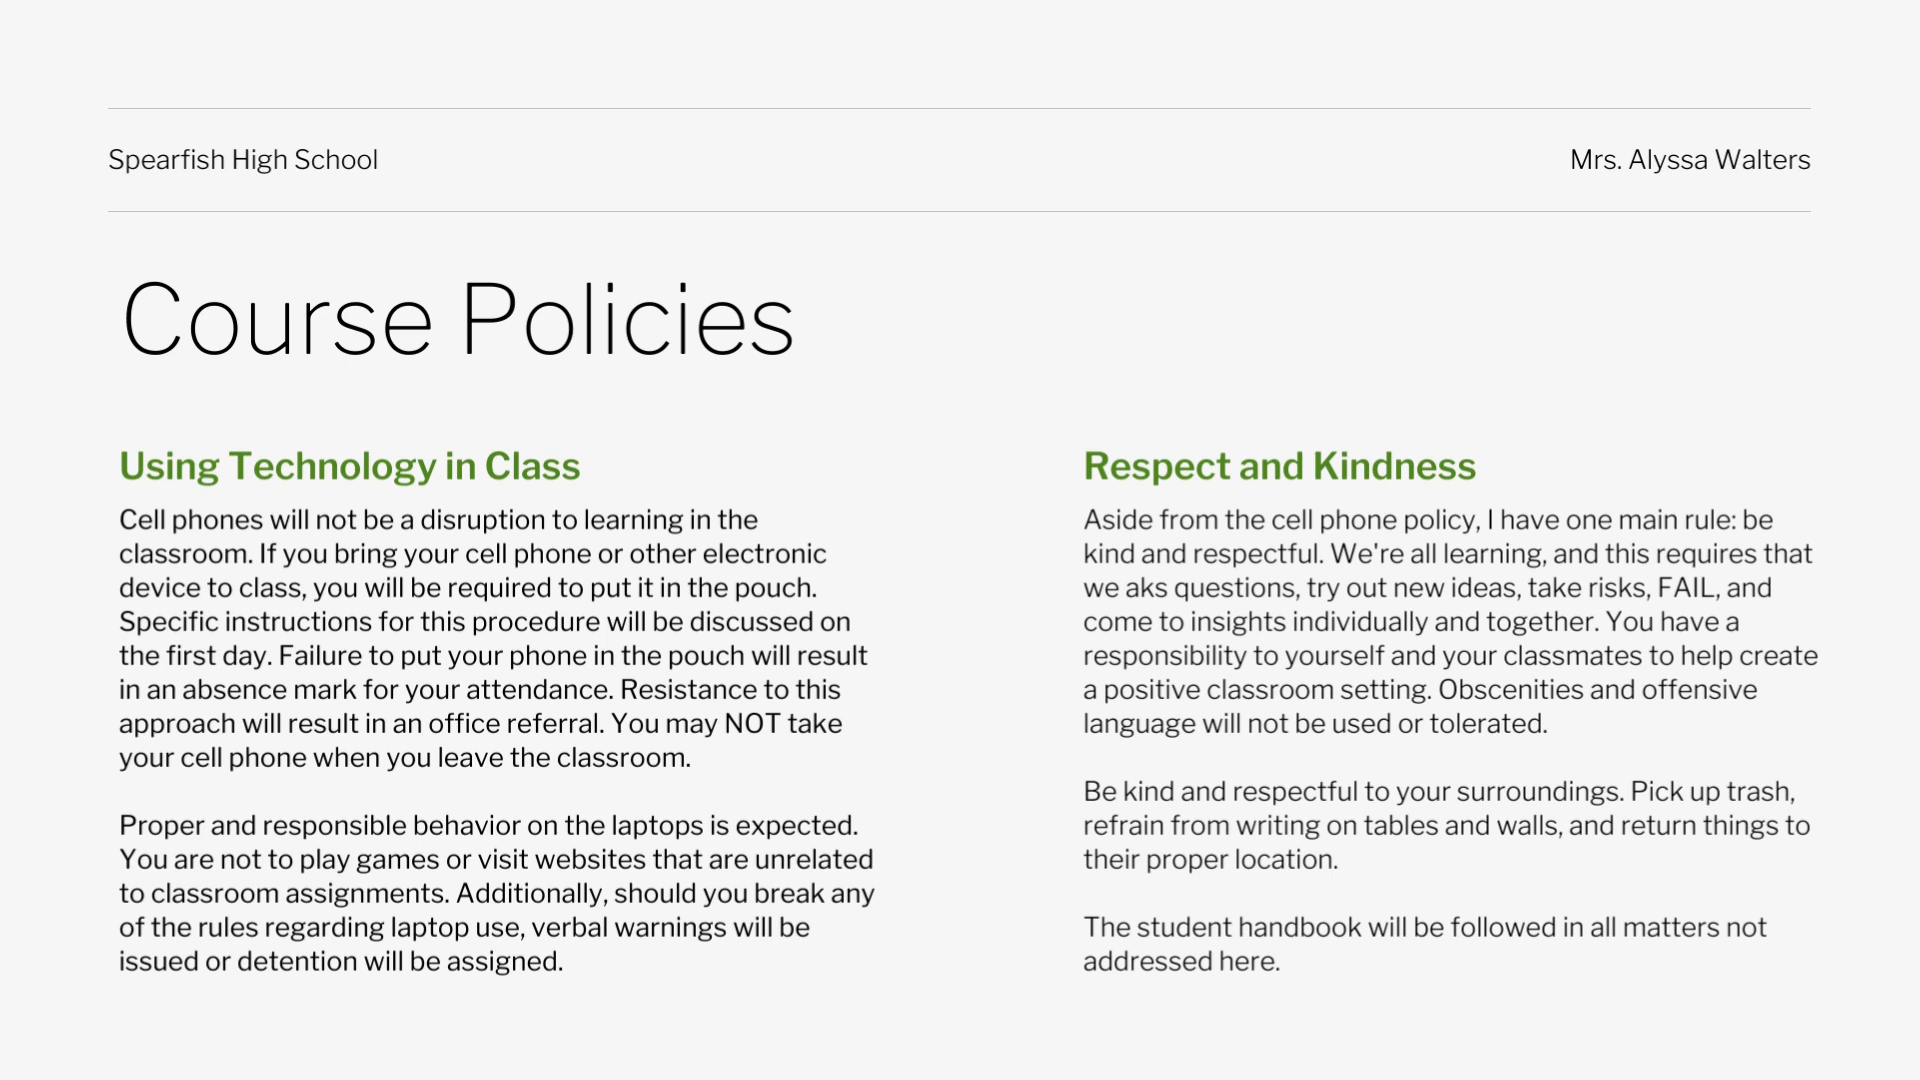 Spearfish High School
Mrs. Alyssa Walters
Course Policies
Using Technology in Class
Cell phones will not be a disruption to learning in the
classroom. If you bring your cell phone or other electronic
device to class, you will be required to put it in the pouch.
Specific instructions for this procedure will be discussed on
the first day. Failure to put your phone in the pouch will result
in an absence mark for your attendance. Resistance to this
approach will result in an office referral. You may NOT take
your cell phone when you leave the classroom.
Proper and responsible behavior on the laptops is expected.
You are not to play games or visit websites that are unrelated
to classroom assignments. Additionally, should you break any
of the rules regarding laptop use, verbal warnings will be
issued or detention will be assigned.
Respect and Kindness
Aside from the cell phone policy, I have one main rule: be
kind and respectful. We're all learning, and this requires that
we aks questions, try out new ideas, take risks, FAIL, and
come to insights individually and together. You have a
responsibility to yourself and your classmates to help create
a positive classroom setting. Obscenities and offensive
language will not be used or tolerated.
Be kind and respectful to your surroundings. Pick up trash,
refrain from writing on tables and walls, and return things to
their proper location.
The student handbook will be followed in all matters not
addressed here.